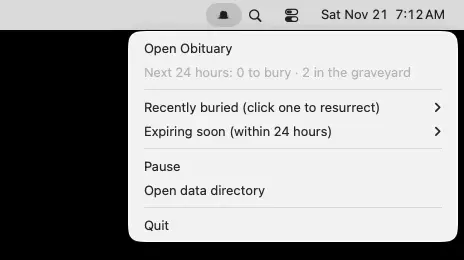 Sat Nov 21 7:12 AM
Open Obituary
Next 24 hours: 0 to bury · 2 in the graveyard
Recently buried (click one to resurrect)
Expiring soon (within 24 hours)
Pause
Open data directory
Quit